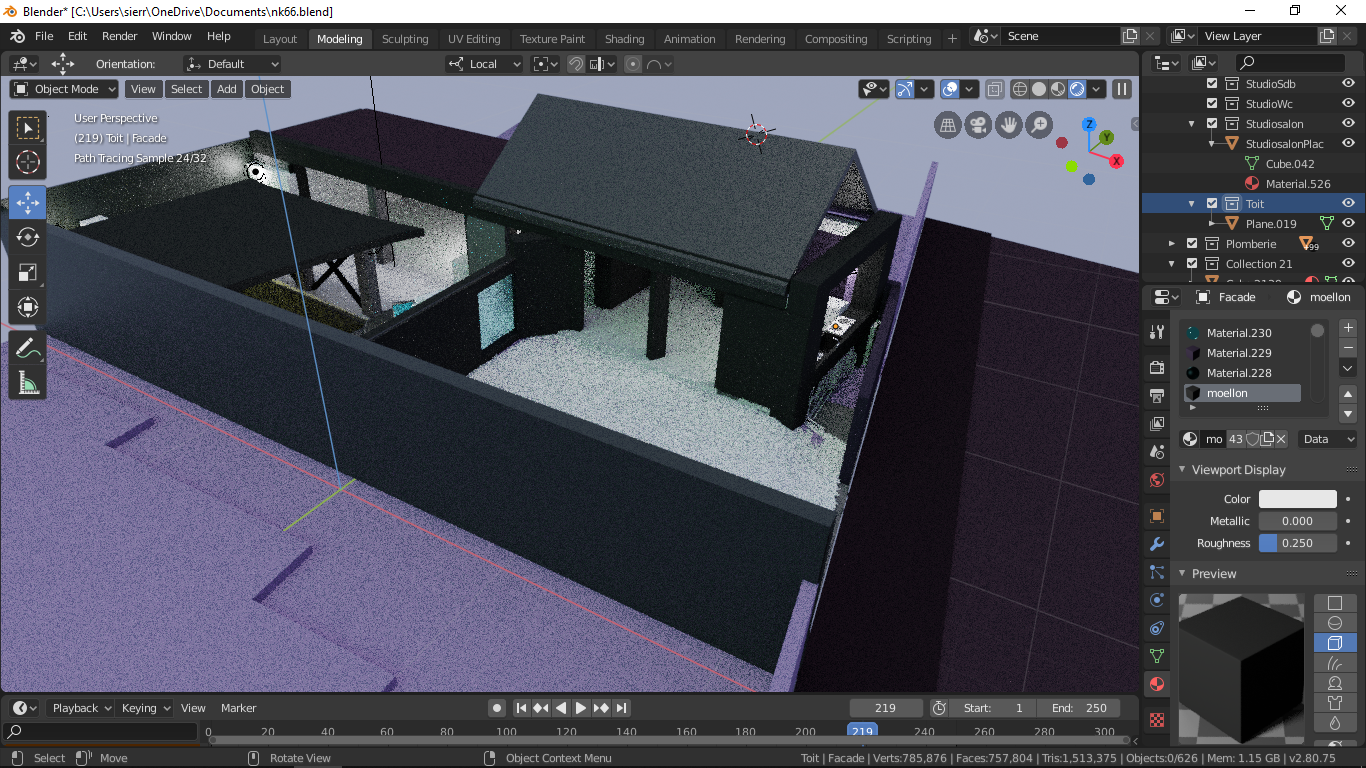 Blender* [C:\Users\sierr\OneDrive\Documents\nk66.blend]
File Edit Render Window Help Layout Modeling Sculpting UV Editing Texture Paint Shading Animation Rendering Compositing Scripting + Scene View Layer
Orientation: Default Local
Object Mode View Select Add Object
User Perspective
(219) Toit | Facade
Path Tracing Sample 24/32
Z
Y
X
StudioSdb
StudioWc
Studiosalon
StudiosalonPlac
Cube.042
Material.526
Toit
Plane.019
Plomberie 99
Collection 21
Facade moellon
Material.230
Material.229
Material.228
moellon
mo 43 Data
Viewport Display
Color
Metallic 0.000
Roughness 0.250
Preview
Playback Keying View Marker 219 Start: 1 End: 250
0 20 40 60 80 100 120 140 160 180 200 219 240 260 280 300
Select Move Rotate View Object Context Menu Toit | Facade | Verts:785,876 | Faces:757,804 | Tris:1,513,375 | Objects:0/626 | Mem: 1.15 GB | v2.80.75